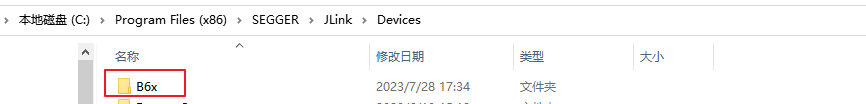 本地磁盘 (C:) > Program Files (x86) > SEGGER > JLink > Devices
名称 修改日期 类型 大小
B6x 2023/7/28 17:34 文件夹